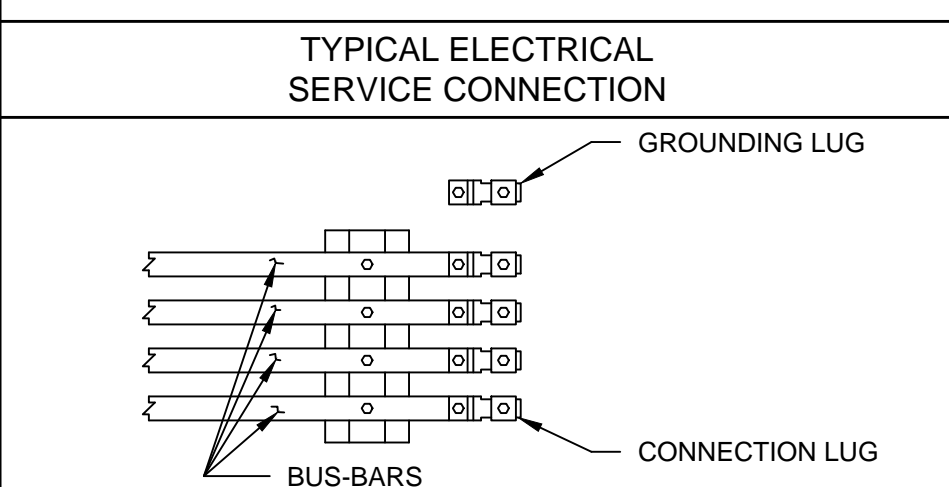 TYPICAL ELECTRICAL
SERVICE CONNECTION
GROUNDING LUG
CONNECTION LUG
BUS-BARS